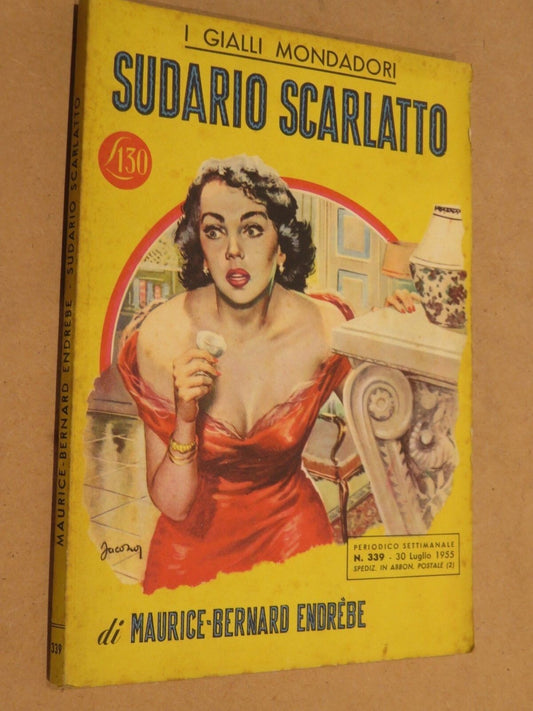 I GIALLI MONDADORI
SUDARIO SCARLATTO
L130
Jacono
PERIODICO SETTIMANALE
N. 339 - 30 Luglio 1955
SPEDIZ. IN ABBON. POSTALE (2)
di MAURICE-BERNARD ENDRÈBE
MAURICE-BERNARD ENDRÈBE - SUDARIO SCARLATTO
339